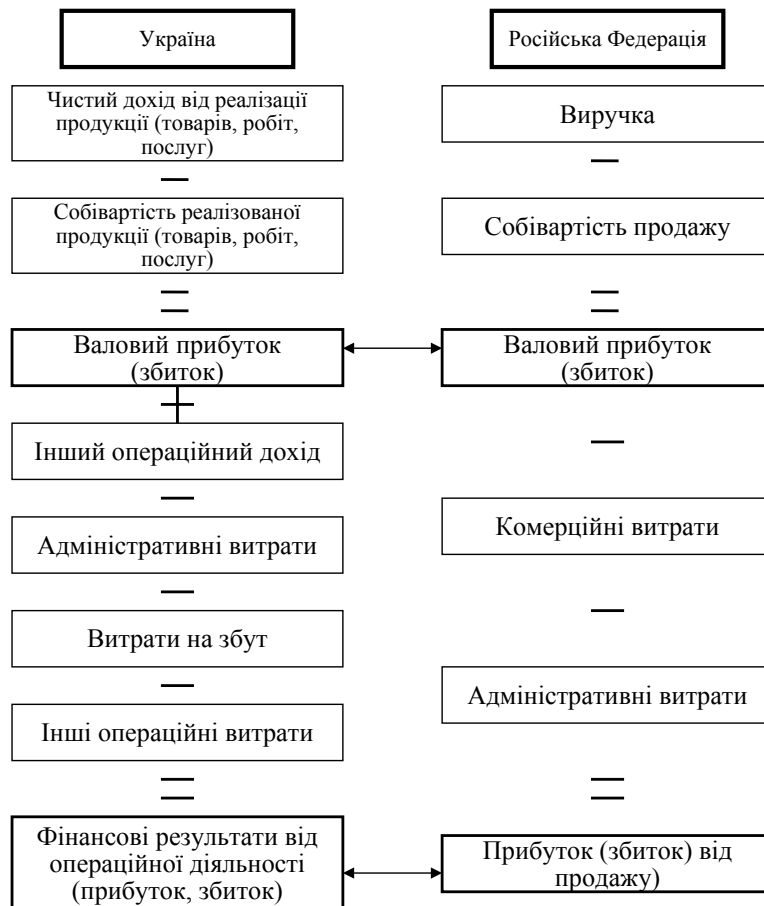 Україна
Чистий дохід від реалізації
продукції (товарів, робіт,
послуг)
Собівартість реалізованої
продукції (товарів, робіт,
послуг)
Валовий прибуток
(збиток)
Інший операційний дохід
Адміністративні витрати
Витрати на збут
Інші операційні витрати
Фінансові результати від
операційної діяльності
(прибуток, збиток)
Російська Федерація
Виручка
Собівартість продажу
Валовий прибуток
(збиток)
Комерційні витрати
Адміністративні витрати
Прибуток (збиток) від
продажу)